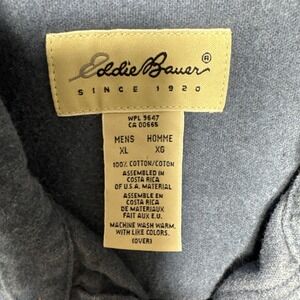 Eddie Bauer®
SINCE 1920
WPL 9647
CA 00665
MENS HOMME
XL XG
100% COTTON/COTON
ASSEMBLED IN
COSTA RICA
OF U.S.A. MATERIAL
ASSEMBLE EN
COSTA RICA
DE MATERIAUX
FAIT AUX E.U.
MACHINE WASH WARM.
WITH LIKE COLORS.
(OVER)